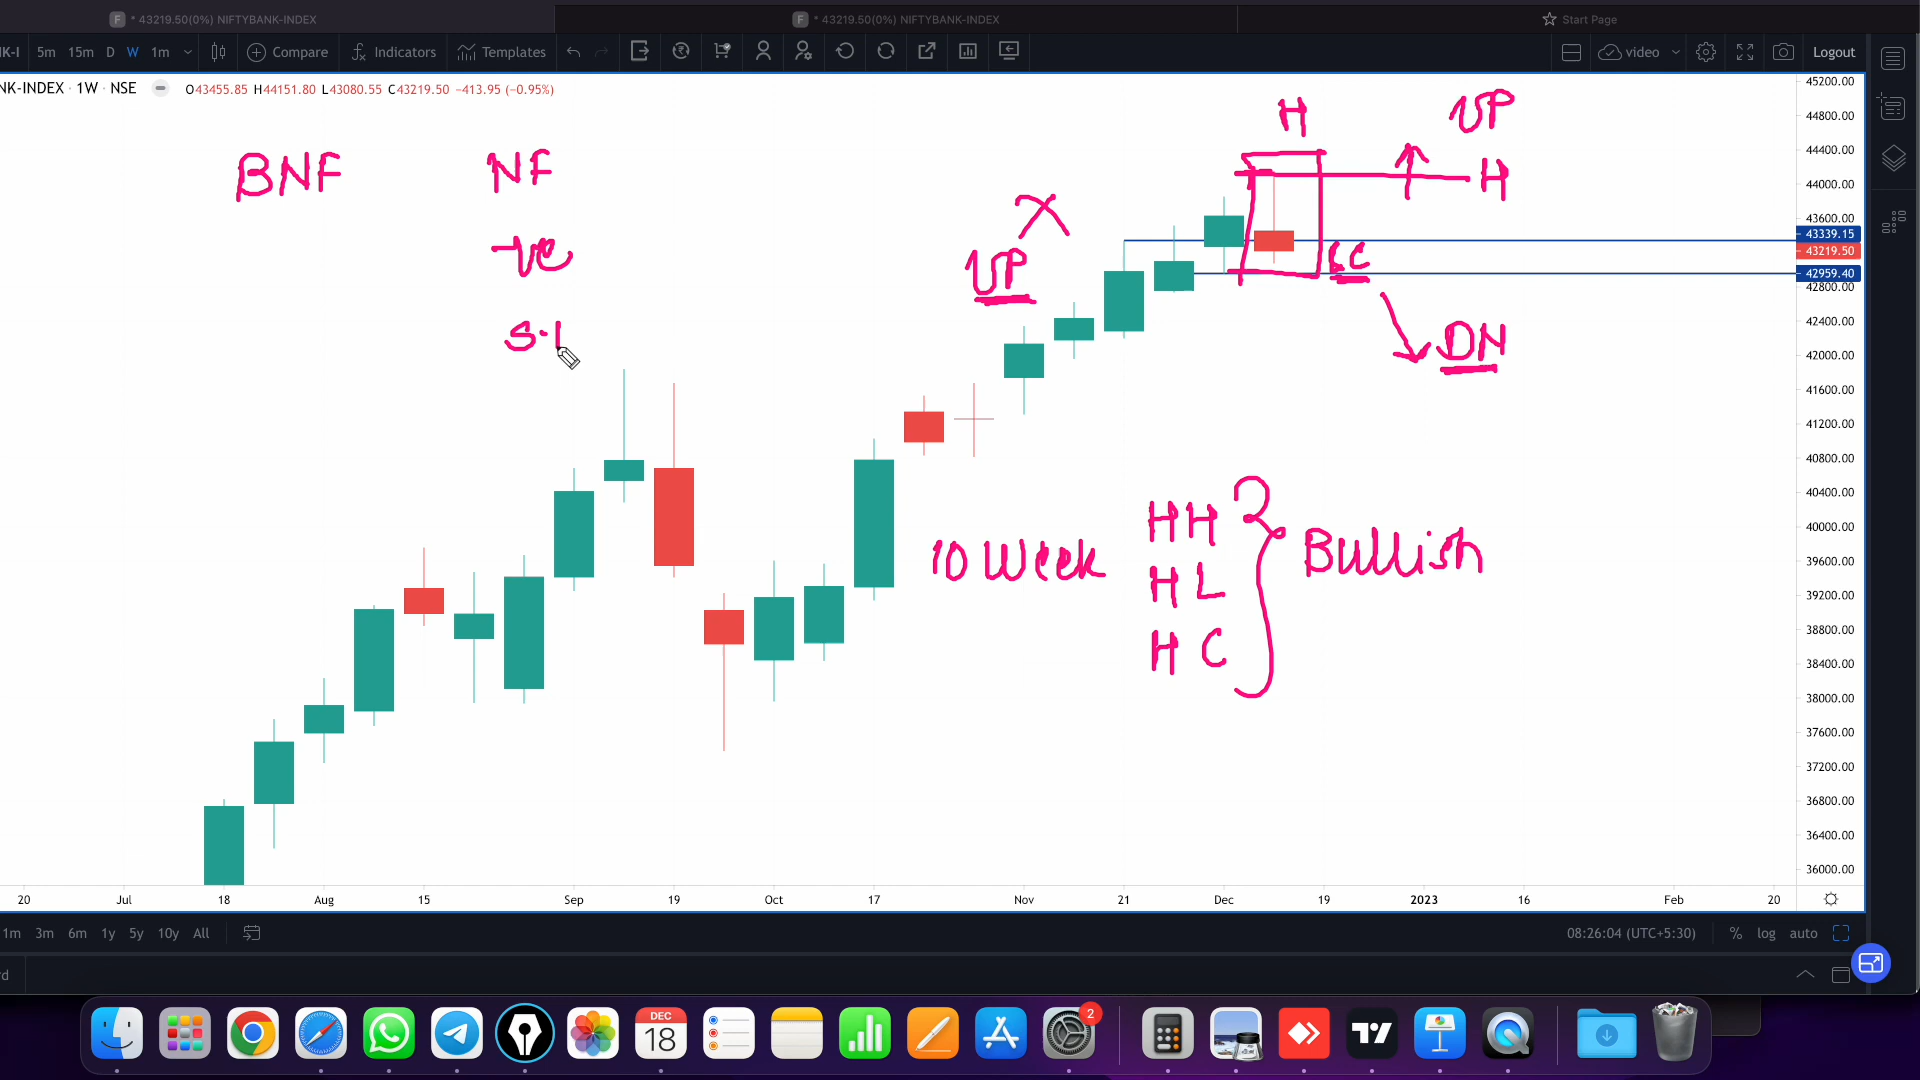 * 43219.50(0%) NIFTYBANK-INDEX
* 43219.50(0%) NIFTYBANK-INDEX
Start Page
K-I 5m 15m D W 1m Compare Indicators Templates video Logout
NK-INDEX · 1W · NSE O43455.85 H44151.80 L43080.55 C43219.50 −413.95 (−0.95%)
BNF NF
-ve
S.L
X
UP
H UP
H
DN
10 Week
HH
HL
HC
Bullish
45200.00
44800.00
44400.00
44000.00
43600.00
43339.15
43219.50
42959.40
42800.00
42400.00
42000.00
41600.00
41200.00
40800.00
40400.00
40000.00
39600.00
39200.00
38800.00
38400.00
38000.00
37600.00
37200.00
36800.00
36400.00
36000.00
20 Jul 18 Aug 15 Sep 19 Oct 17 Nov 21 Dec 19 2023 16 Feb 20
1m 3m 6m 1y 5y 10y All 08:26:04 (UTC+5:30) % log auto
rd
DEC
18
2